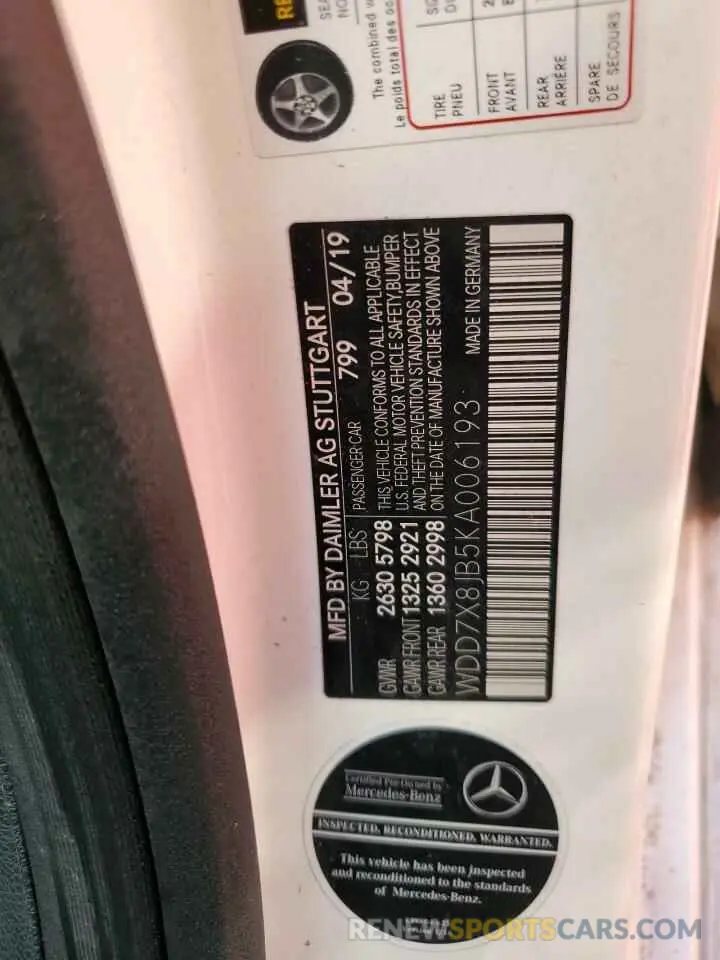 RE
SEA
NO
The combined w
Le poids total des oc
TIRE
PNEU
FRONT
AVANT
REAR
ARRIÈRE
SPARE
DE SECOURS
MFD BY DAIMLER AG STUTTGART
KG LBS PASSENGER CAR 799 04/19
GVWR 2630 5798 THIS VEHICLE CONFORMS TO ALL APPLICABLE
U.S. FEDERAL MOTOR VEHICLE SAFETY,BUMPER
GAWR FRONT 1325 2921 AND THEFT PREVENTION STANDARDS IN EFFECT
GAWR REAR 1360 2998 ON THE DATE OF MANUFACTURE SHOWN ABOVE
WDD7X8JB5KA006193 MADE IN GERMANY
Certified Pre-Owned by
Mercedes-Benz
INSPECTED. RECONDITIONED. WARRANTED.
This vehicle has been inspected
and reconditioned to the standards
of Mercedes-Benz.
RENEWSPORTSCARS.COM